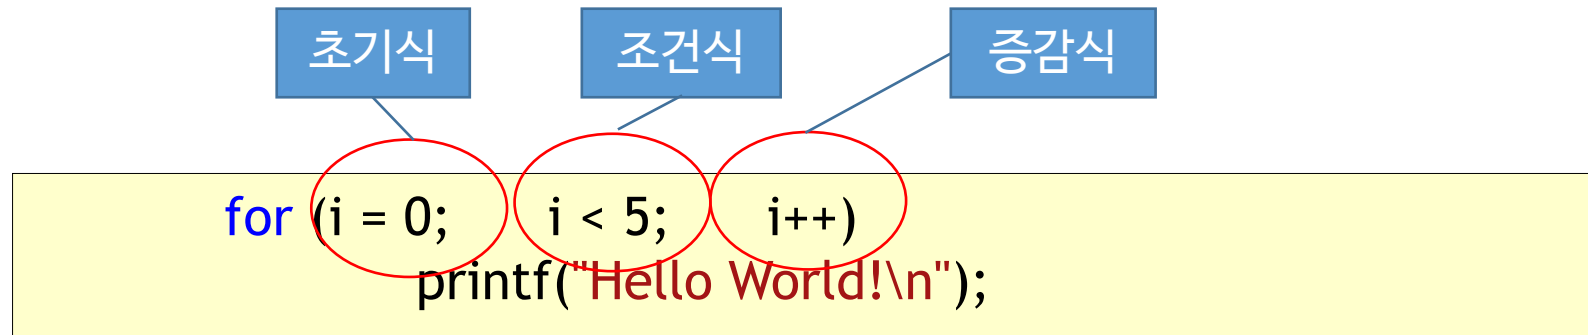 초기식 조건식 증감식
for (i = 0; i < 5; i++)
printf("Hello World!\n");